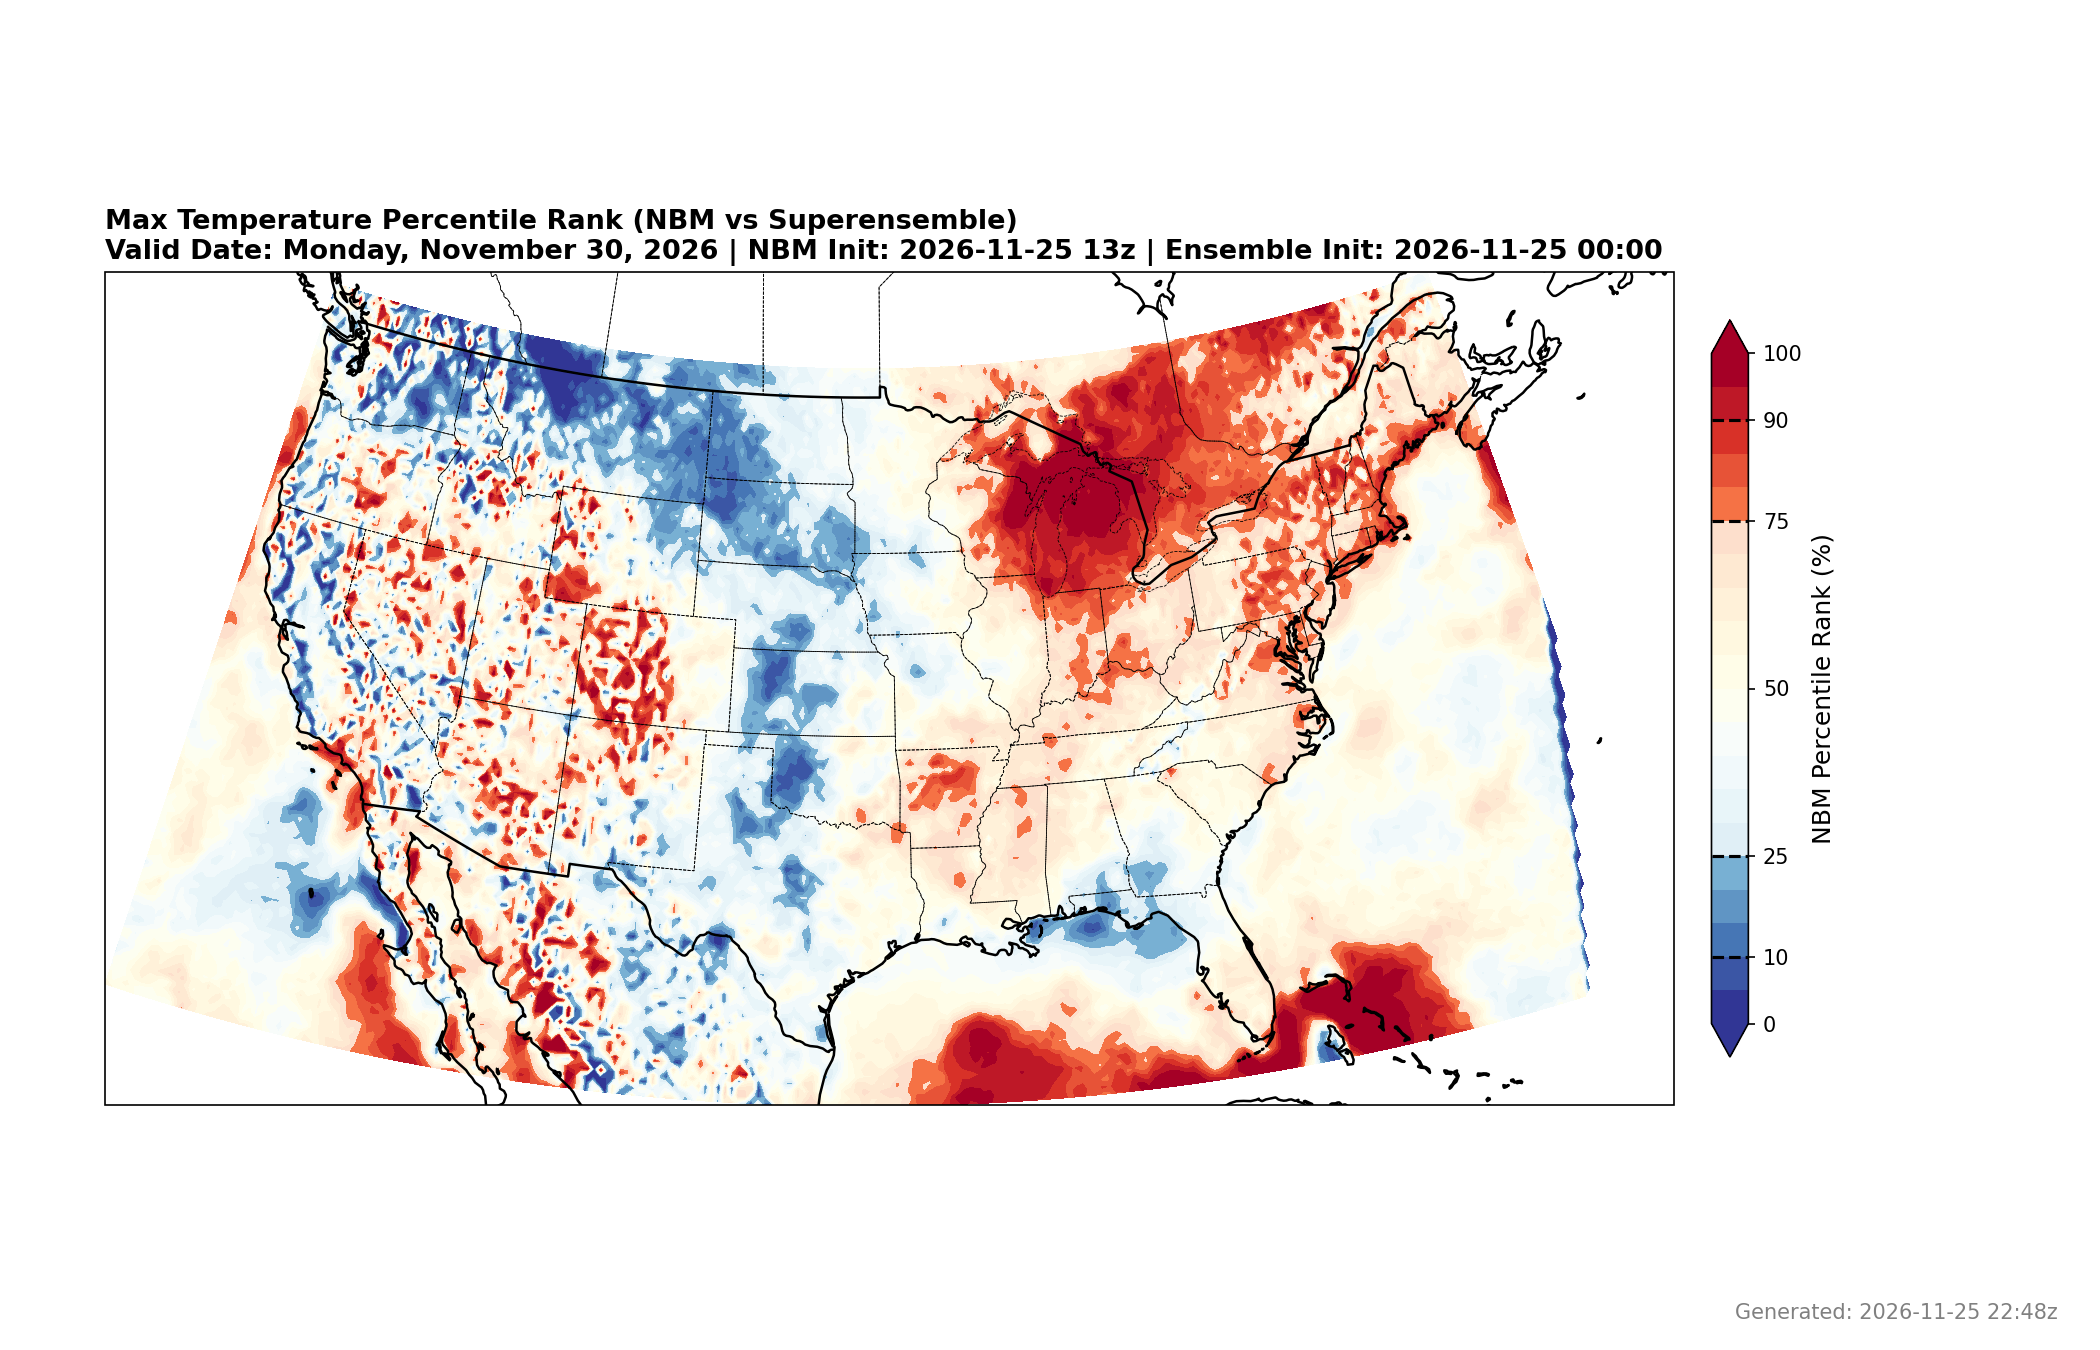 Max Temperature Percentile Rank (NBM vs Superensemble)
Valid Date: Monday, November 30, 2026 | NBM Init: 2026-11-25 13z | Ensemble Init: 2026-11-25 00:00
100
90
75
50
25
10
0
NBM Percentile Rank (%)
Generated: 2026-11-25 22:48z